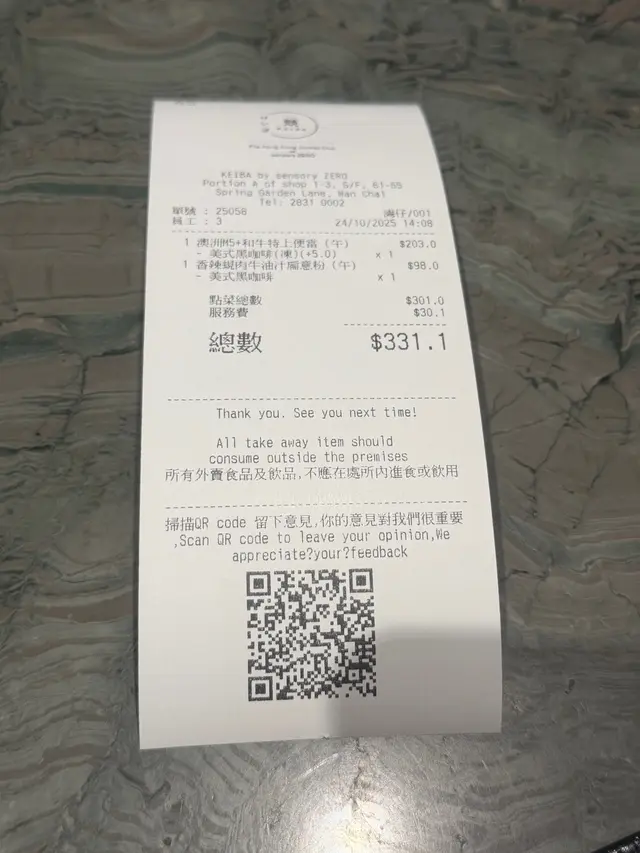 KEIBA by sensory ZERO
Portion A of shop 1-3, G/F, 61-65
Spring Garden Lane, Wan Chai
Tel: 2831 0002
單號 : 25058 灣仔/001
員工 : 3 24/10/2025 14:08
1 澳洲M5+和牛特上便當(午) $203.0
- 美式黑咖啡(凍)(+5.0) x 1
1 香辣燒肉牛油汁扁意粉(午) $98.0
- 美式黑咖啡 x 1
點菜總數 $301.0
服務費 $30.1
總數 $331.1
Thank you. See you next time!
All take away item should
consume outside the premises
所有外賣食品及飲品,不應在處所內進食或飲用
掃描QR code 留下意見,你的意見對我們很重要
,Scan QR code to leave your opinion,We
appreciate?your?feedback